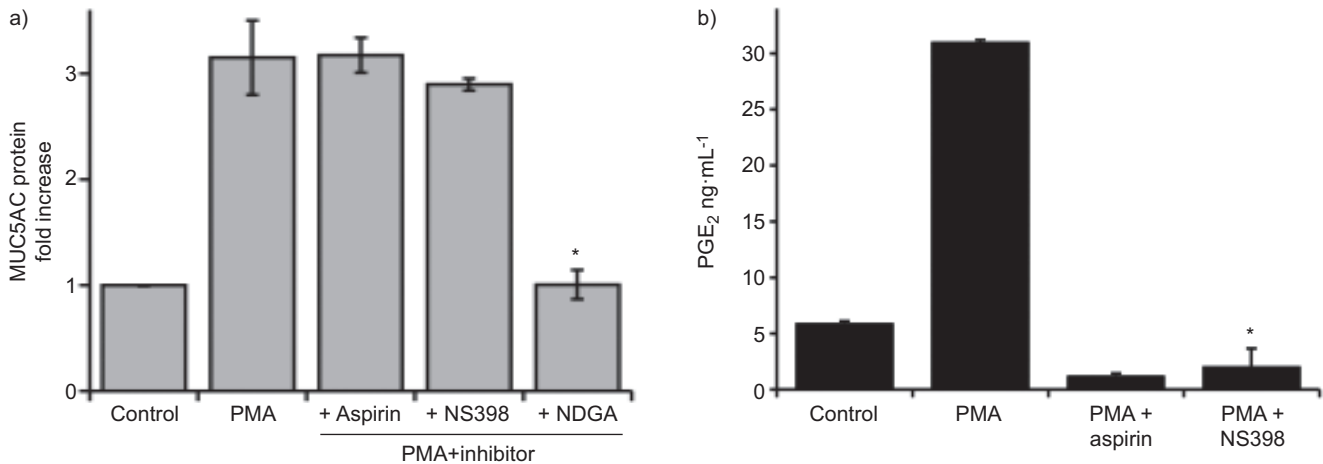 a)
MUC5AC protein
fold increase
3
2
1
0
*
Control PMA + Aspirin + NS398 + NDGA
PMA+inhibitor
b)
PGE₂ ng·mL⁻¹
30
25
20
15
10
5
0
*
Control PMA PMA + PMA +
aspirin NS398